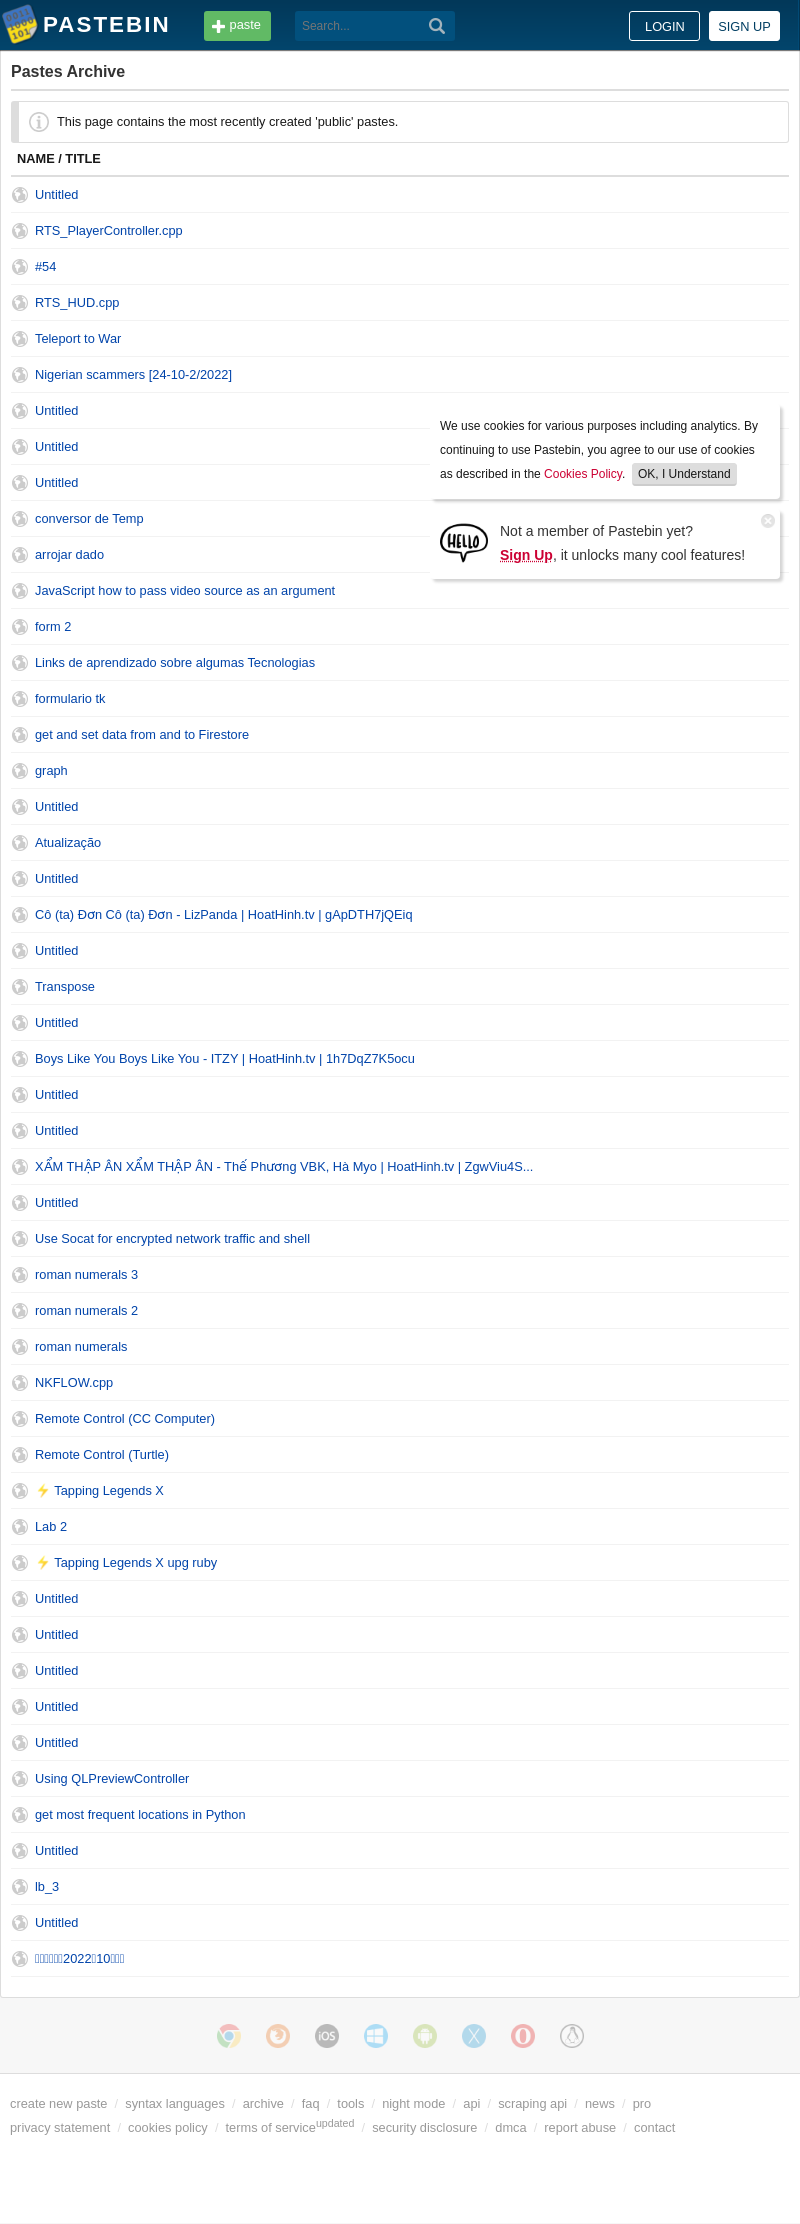 PASTEBIN
paste
Search...
LOGIN
SIGN UP
Pastes Archive
This page contains the most recently created 'public' pastes.
NAME / TITLE
Untitled
RTS_PlayerController.cpp
#54
RTS_HUD.cpp
Teleport to War
Nigerian scammers [24-10-2/2022]
Untitled
Untitled
Untitled
conversor de Temp
arrojar dado
JavaScript how to pass video source as an argument
We use cookies for various purposes including analytics. By
continuing to use Pastebin, you agree to our use of cookies
as described in the Cookies Policy. OK, I Understand
HELLO
Not a member of Pastebin yet?
Sign Up, it unlocks many cool features!
form 2
Links de aprendizado sobre algumas Tecnologias
formulario tk
get and set data from and to Firestore
graph
Untitled
Atualização
Untitled
Cô (ta) Đơn Cô (ta) Đơn - LizPanda | HoatHinh.tv | gApDTH7jQEiq
Untitled
Transpose
Untitled
Boys Like You Boys Like You - ITZY | HoatHinh.tv | 1h7DqZ7K5ocu
Untitled
Untitled
XẨM THẬP ÂN XẨM THẬP ÂN - Thế Phương VBK, Hà Myo | HoatHinh.tv | ZgwViu4S...
Untitled
Use Socat for encrypted network traffic and shell
roman numerals 3
roman numerals 2
roman numerals
NKFLOW.cpp
Remote Control (CC Computer)
Remote Control (Turtle)
⚡ Tapping Legends X
Lab 2
⚡ Tapping Legends X upg ruby
Untitled
Untitled
Untitled
Untitled
Untitled
Using QLPreviewController
get most frequent locations in Python
Untitled
lb_3
Untitled
2022 10
iOS
create new paste / syntax languages / archive / faq / tools / night mode / api / scraping api / news / pro
privacy statement / cookies policy / terms of service updated / security disclosure / dmca / report abuse / contact